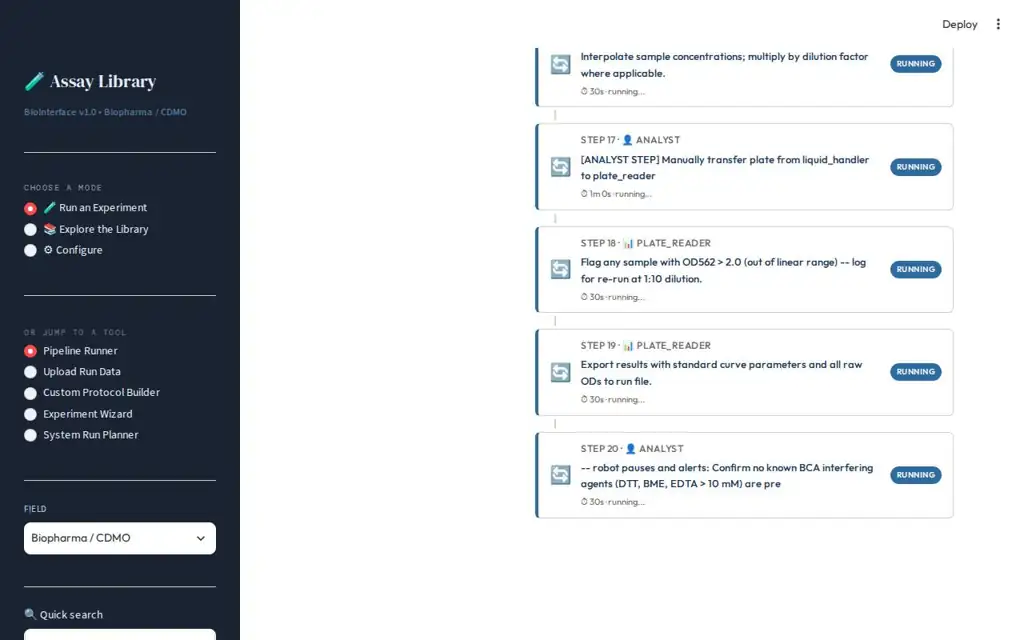 Deploy
Assay Library
BioInterface v1.0 • Biopharma / CDMO
CHOOSE A MODE
Run an Experiment
Explore the Library
Configure
OR JUMP TO A TOOL
Pipeline Runner
Upload Run Data
Custom Protocol Builder
Experiment Wizard
System Run Planner
FIELD
Biopharma / CDMO
Quick search
Interpolate sample concentrations; multiply by dilution factor
where applicable.
30s · running...
RUNNING
STEP 17 · ANALYST
[ANALYST STEP] Manually transfer plate from liquid_handler
to plate_reader
1m 0s · running...
RUNNING
STEP 18 · PLATE_READER
Flag any sample with OD562 > 2.0 (out of linear range) -- log
for re-run at 1:10 dilution.
30s · running...
RUNNING
STEP 19 · PLATE_READER
Export results with standard curve parameters and all raw
ODs to run file.
30s · running...
RUNNING
STEP 20 · ANALYST
-- robot pauses and alerts: Confirm no known BCA interfering
agents (DTT, BME, EDTA > 10 mM) are pre
30s · running...
RUNNING